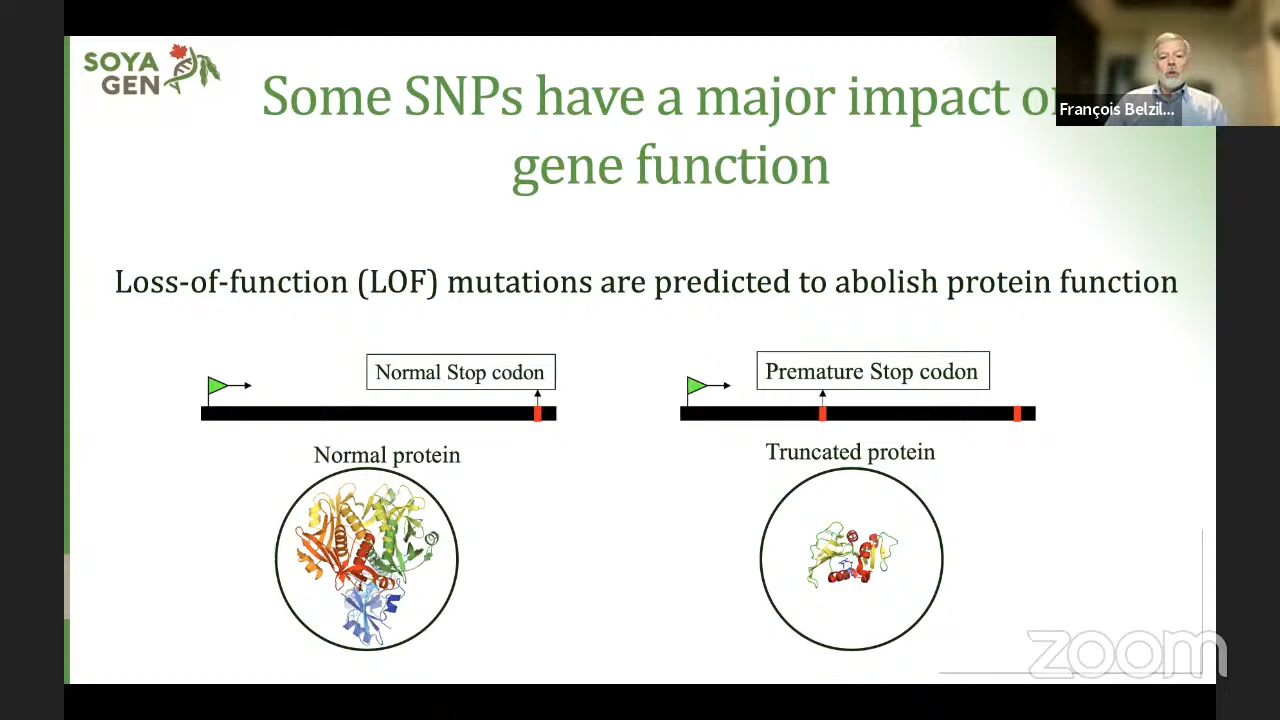 SOYA
GEN
Some SNPs have a major impact o
gene function
François Belzil...
Loss-of-function (LOF) mutations are predicted to abolish protein function
Normal Stop codon
Premature Stop codon
Normal protein
Truncated protein
zoom